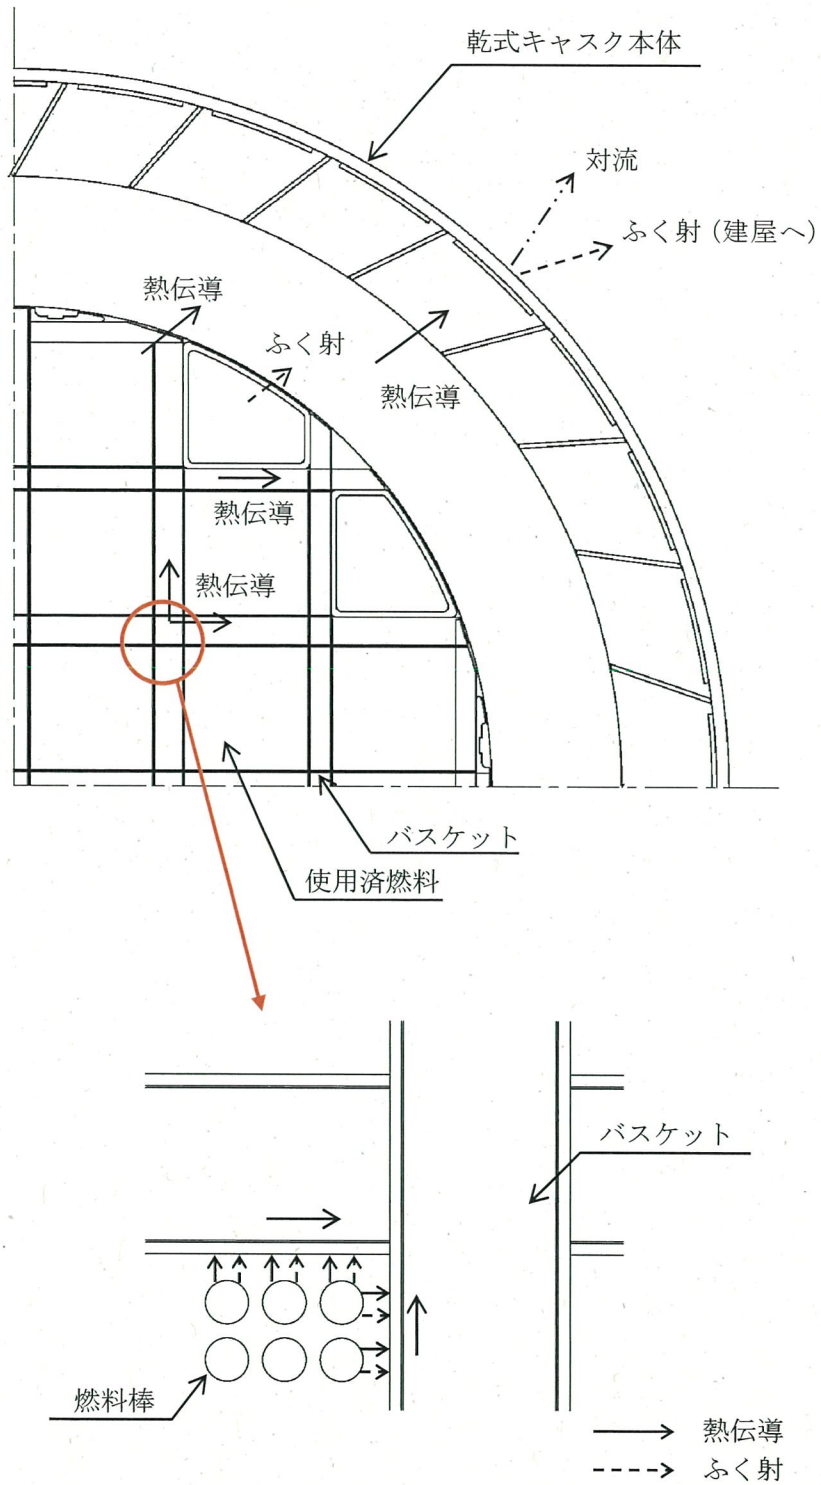 乾式キャスク本体
対流
ふく射（建屋へ）
熱伝導
ふく射
熱伝導
熱伝導
熱伝導
バスケット
使用済燃料
バスケット
燃料棒
熱伝導
ふく射